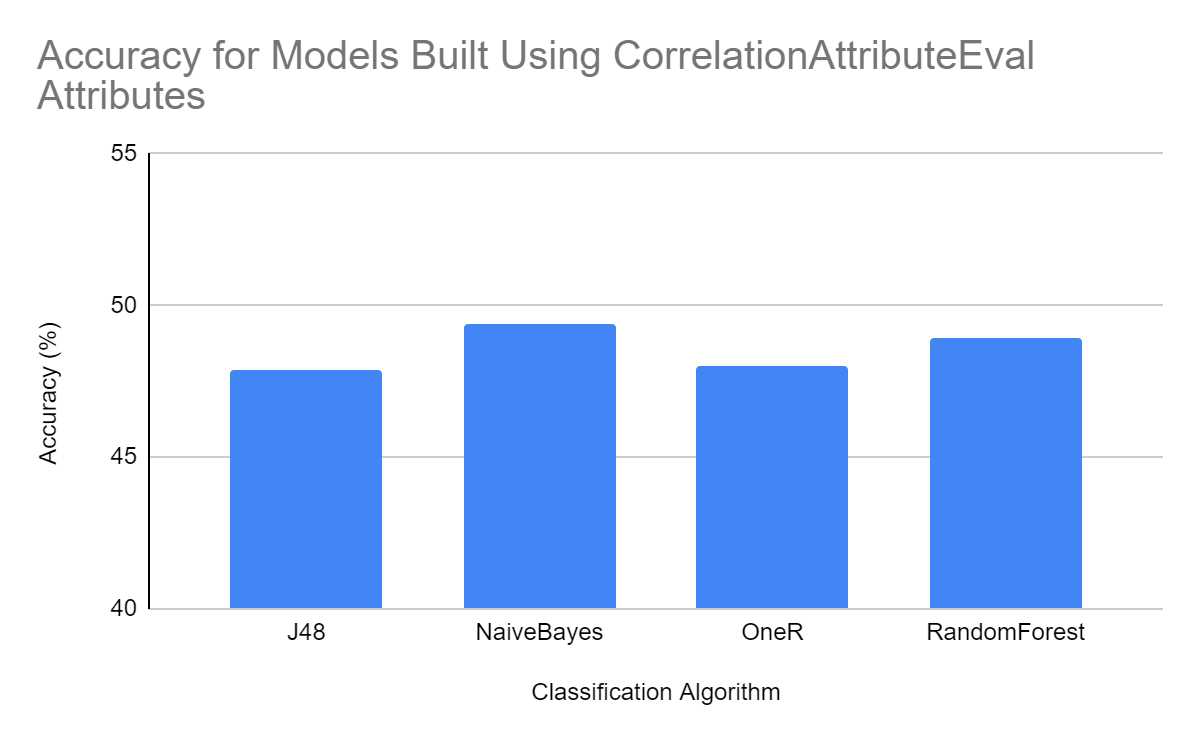 Accuracy for Models Built Using CorrelationAttributeEval
Attributes
55
50
45
40
Accuracy (%)
J48
NaiveBayes
OneR
RandomForest
Classification Algorithm